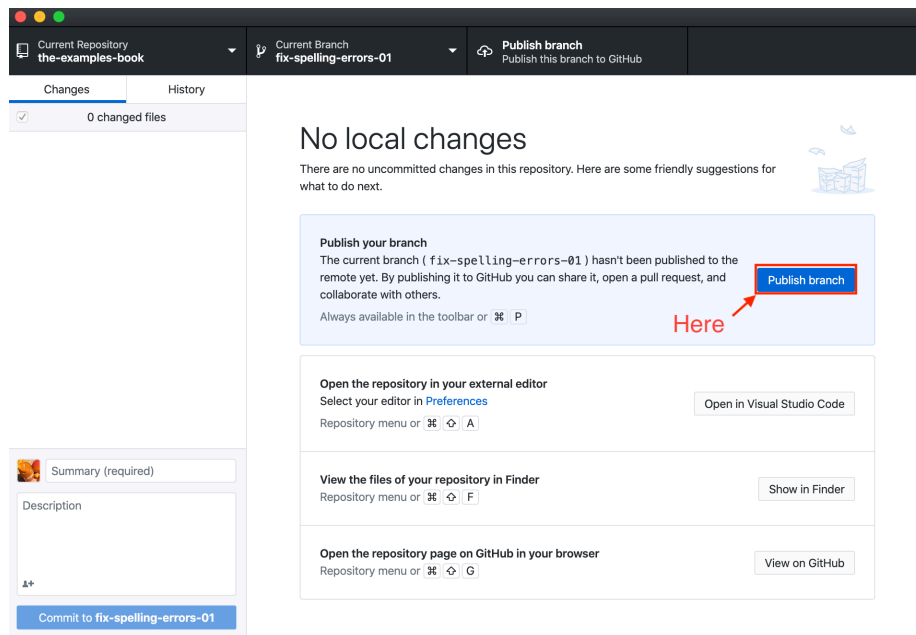 Current Repository
the-examples-book
Current Branch
fix-spelling-errors-01
Publish branch
Publish this branch to GitHub
Changes
History
0 changed files
No local changes
There are no uncommitted changes in this repository. Here are some friendly suggestions for
what to do next.
Publish your branch
The current branch ( fix-spelling-errors-01 ) hasn't been published to the
remote yet. By publishing it to GitHub you can share it, open a pull request, and
collaborate with others.
Always available in the toolbar or ⌘ P
Publish branch
Here
Open the repository in your external editor
Select your editor in Preferences
Repository menu or ⌘ ⇧ A
Open in Visual Studio Code
View the files of your repository in Finder
Repository menu or ⌘ ⇧ F
Show in Finder
Open the repository page on GitHub in your browser
Repository menu or ⌘ ⇧ G
View on GitHub
Summary (required)
Description
Commit to fix-spelling-errors-01